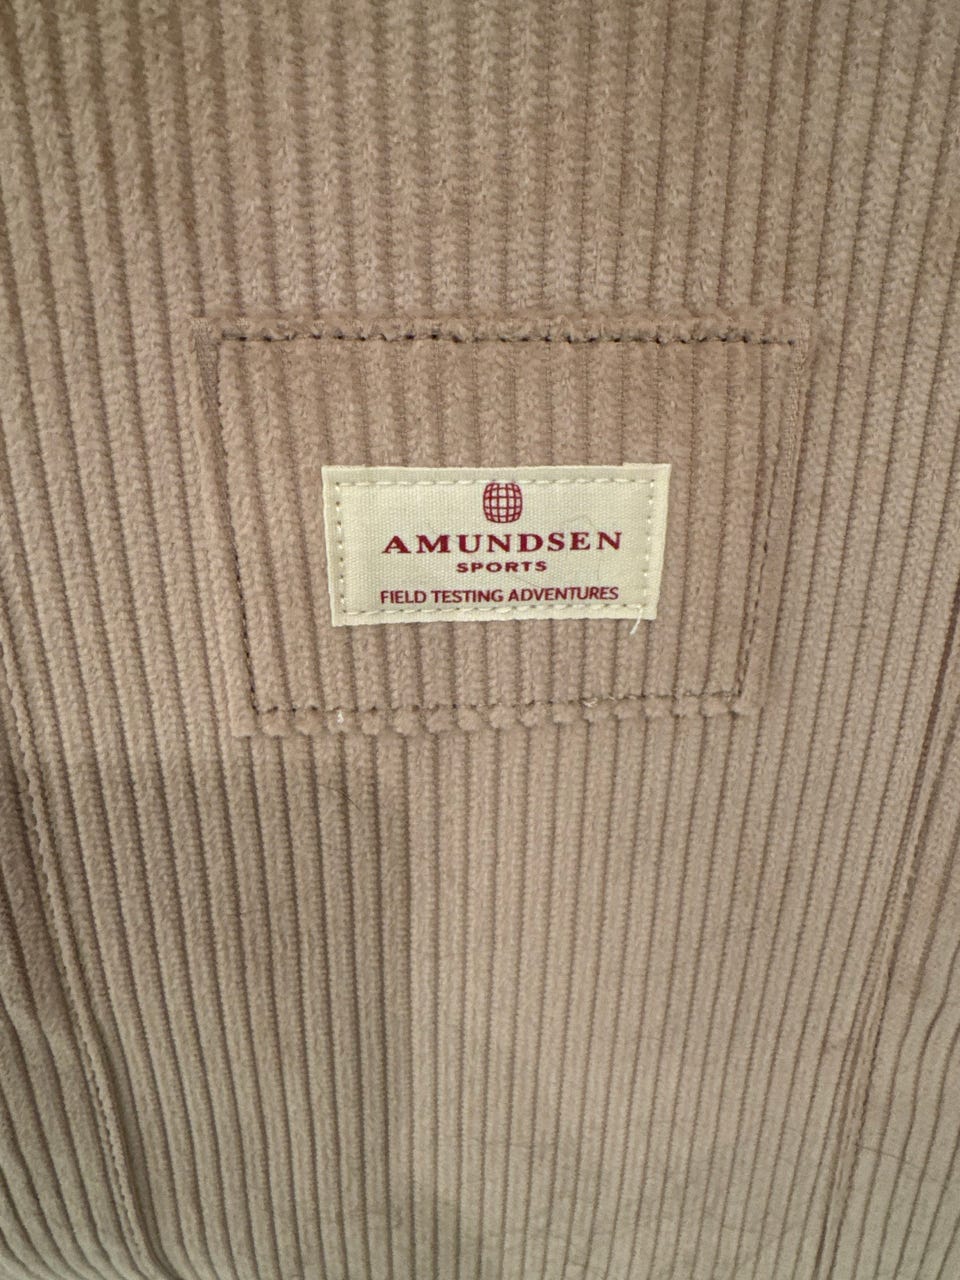 AMUNDSEN
SPORTS
FIELD TESTING ADVENTURES